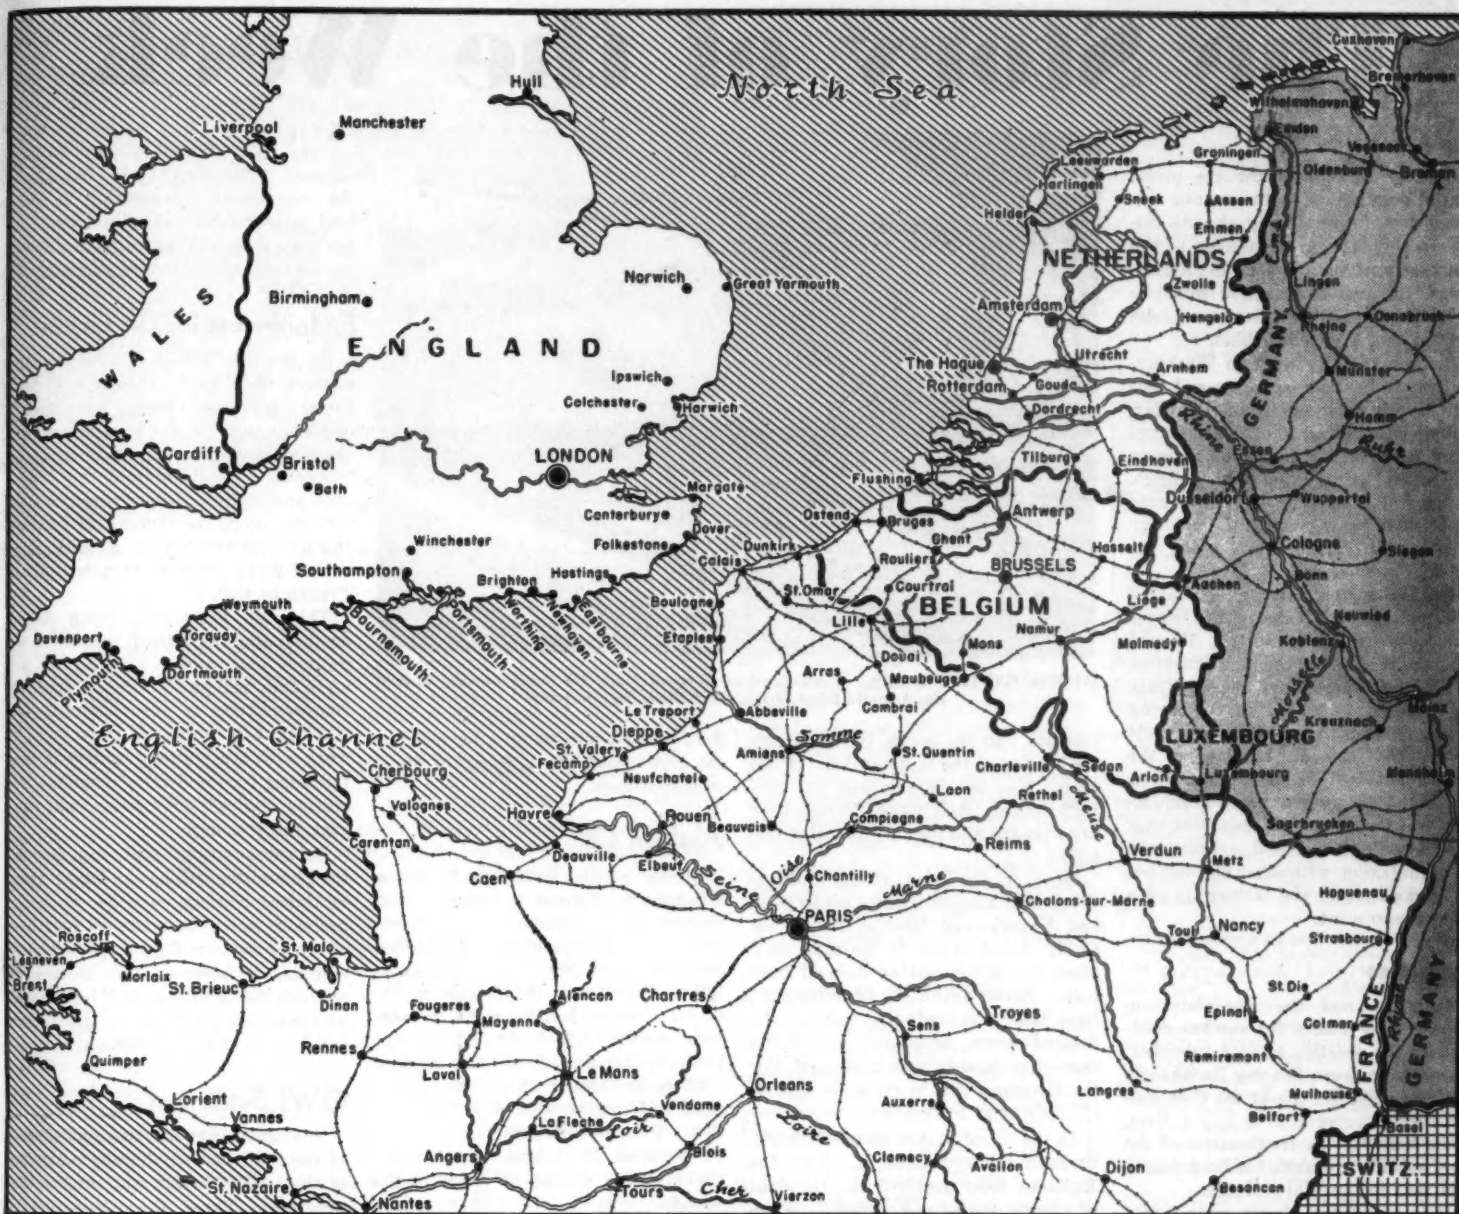 Cuxhaven
North Sea
Bremerhaven
Hull
Wilhelmshaven
Liverpool
Manchester
Emden
Vegesack
Leeuwarden
Groningen
Oldenburg
Bremen
Harlingen
Sneek
Assen
Helder
Emmen
Ems
NETHERLANDS
Norwich
Great Yarmouth
Zwolle
Lingen
Birmingham
WALES
Amsterdam
Hengelo
Rheine
Osnabruck
ENGLAND
The Hague
Utrecht
Arnhem
GERMANY
Munster
Ipswich
Rotterdam
Gouda
Colchester
Harwich
Dordrecht
Rhine
Hamm
Cardiff
Bristol
LONDON
Tilburg
Eindhoven
Essen
Ruhr
Bath
Flushing
Margate
Dusseldorf
Wuppertal
Canterbury
Ostend
Bruges
Antwerp
Winchester
Dover
Folkestone
Dunkirk
Ghent
Hasselt
Cologne
Siegen
Calais
Roulers
BRUSSELS
Southampton
Brighton
Hastings
St. Omar
Courtral
Aachen
Bonn
Weymouth
Boulogne
BELGIUM
Liege
Neuwied
Davenport
Torquay
Bournemouth
Portsmouth
Worthing
Newhaven
Eastbourne
Etaples
Lille
Mons
Namur
Malmedy
Koblenz
Plymouth
Dartmouth
Arras
Douai
Maubeuge
Moselle
Cambrai
Le Treport
Abbeville
Mainz
English Channel
Dieppe
Somme
Kreuznach
LUXEMBOURG
St. Valery
Amiens
St. Quentin
Fecamp
Charleville
Sedan
Arlon
Luxembourg
Cherbourg
Neufchatel
Mannheim
Valognes
Laon
Rethel
Meuse
Havre
Rouen
Beauvais
Compiegne
Saarbrucken
Carentan
Deauville
Elbeuf
Reims
Verdun
Metz
Caen
Seine
Oise
Chantilly
Marne
Hoguenau
PARIS
Chalons-sur-Marne
Roscoff
St. Malo
Toul
Nancy
Strasbourg
Lesneven
Morlaix
Brest
St. Brieuc
Dinan
Fougeres
Alencon
Chartres
St. Die
Mayenne
Sens
Troyes
Epinal
Colmar
Rennes
Remiremont
FRANCE
Rhine
GERMANY
Quimper
Laval
Le Mans
Orleans
Langres
Mulhouse
Lorient
Vannes
La Fleche
Loir
Vendome
Loire
Auxerre
Belfort
Basel
Angers
Blois
Clamecy
Avallon
Dijon
SWITZ.
St. Nazaire
Nantes
Tours
Cher
Vierzon
Besancon